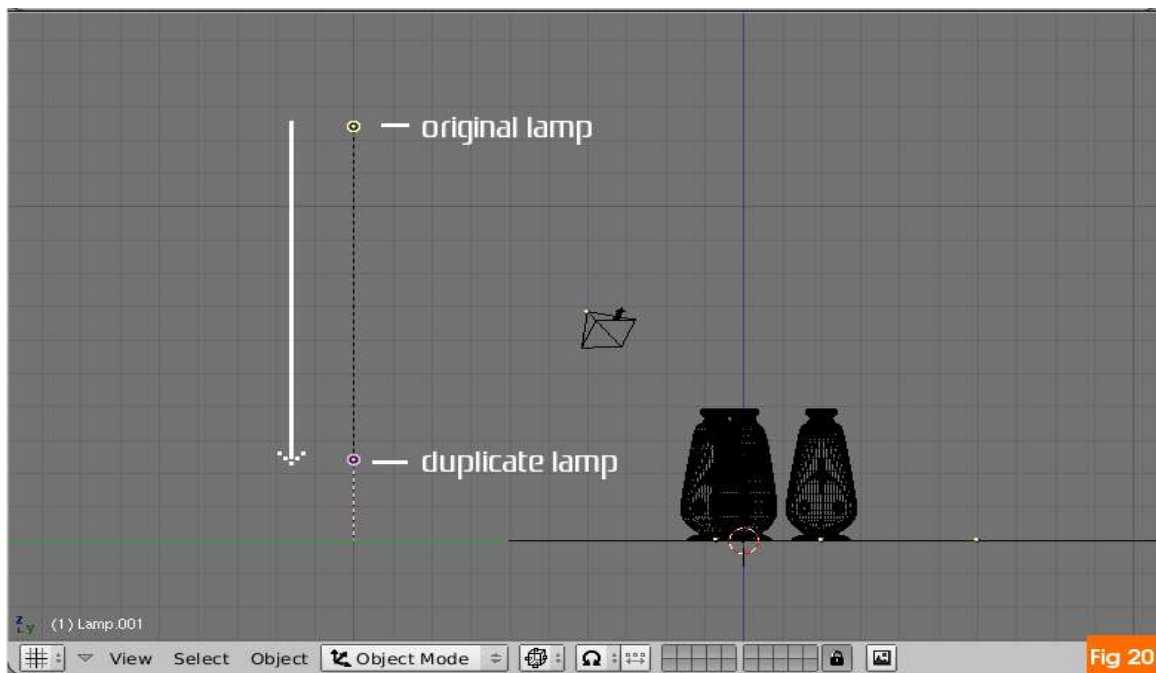 original lamp
duplicate lamp
z
y
(1) Lamp.001
View Select Object Object Mode
Fig 20